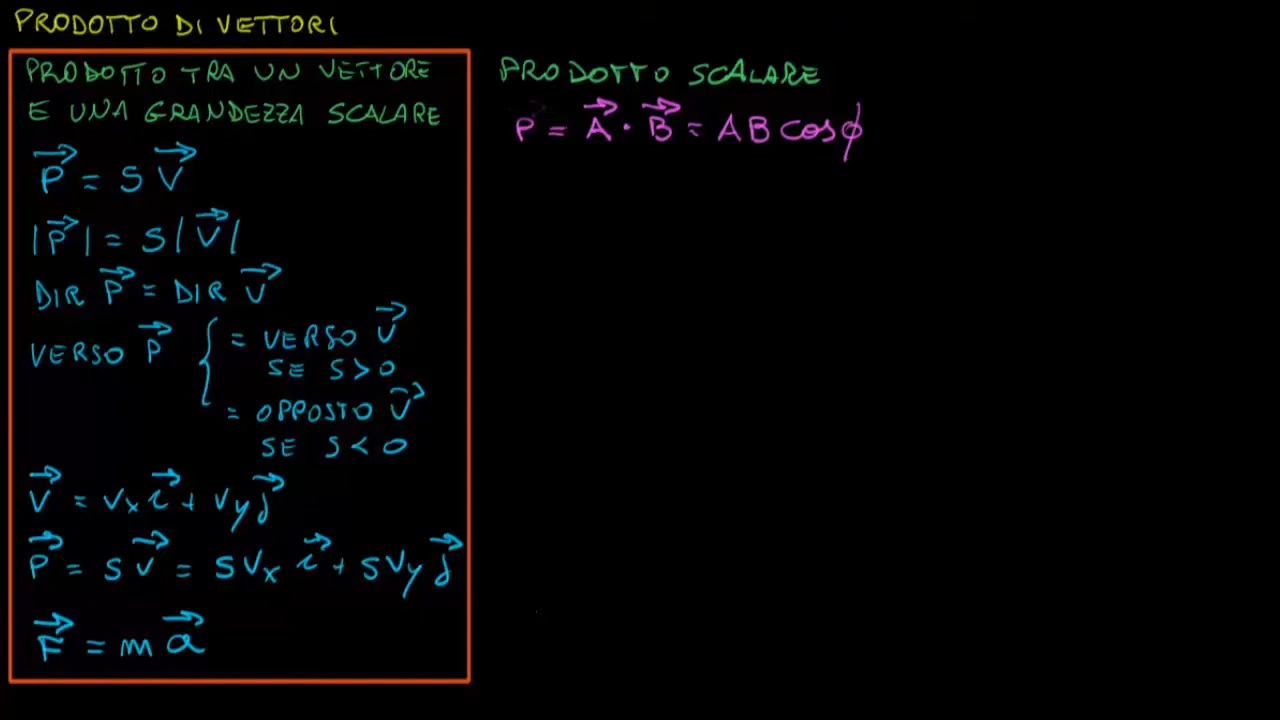 PRODOTTO DI VETTORI
PRODOTTO TRA UN VETTORE
E UNA GRANDEZZA SCALARE
P⃗ = S V⃗
|P⃗| = S |V⃗|
DIR P⃗ = DIR V⃗
VERSO P⃗ { = VERSO V⃗
SE S > 0
= OPPOSTO V⃗
SE S < 0
V⃗ = Vx i⃗ + Vy j⃗
P⃗ = S V⃗ = S Vx i⃗ + S Vy j⃗
F⃗ = m a⃗
PRODOTTO SCALARE
P = A⃗ · B⃗ = A B cos ϕ